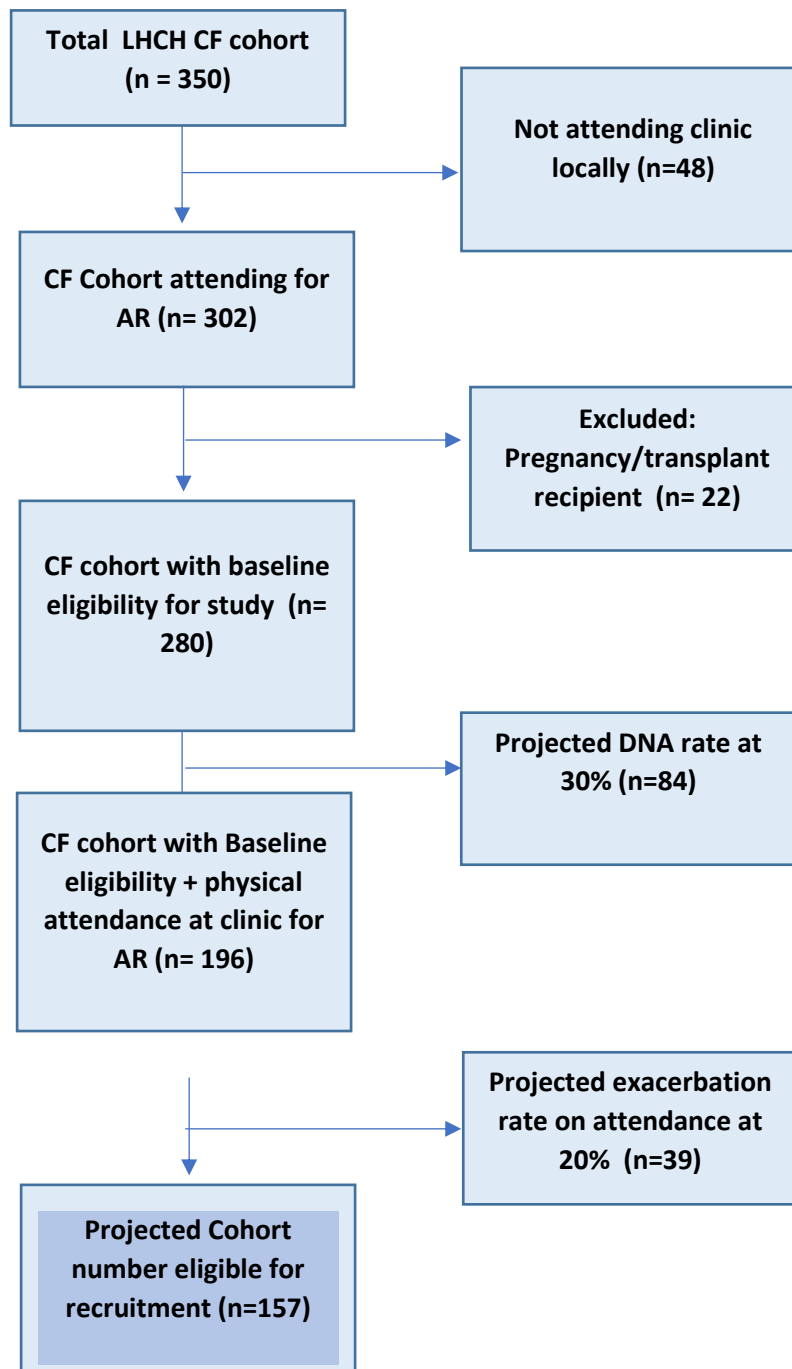 Total LHCH CF cohort
(n = 350)
Not attending clinic
locally (n=48)
CF Cohort attending for
AR (n= 302)
Excluded:
Pregnancy/transplant
recipient (n= 22)
CF cohort with baseline
eligibility for study (n=
280)
Projected DNA rate at
30% (n=84)
CF cohort with Baseline
eligibility + physical
attendance at clinic for
AR (n= 196)
Projected exacerbation
rate on attendance at
20% (n=39)
Projected Cohort
number eligible for
recruitment (n=157)